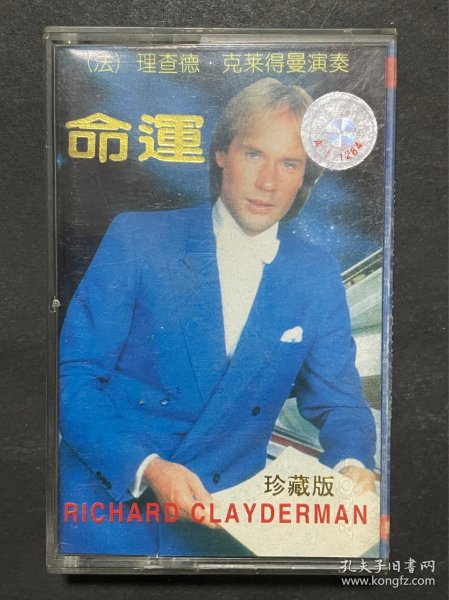 (法) 理查德·克莱得曼演奏
命運
珍藏版
RICHARD CLAYDERMAN
孔夫子旧书网
www.kongfz.com